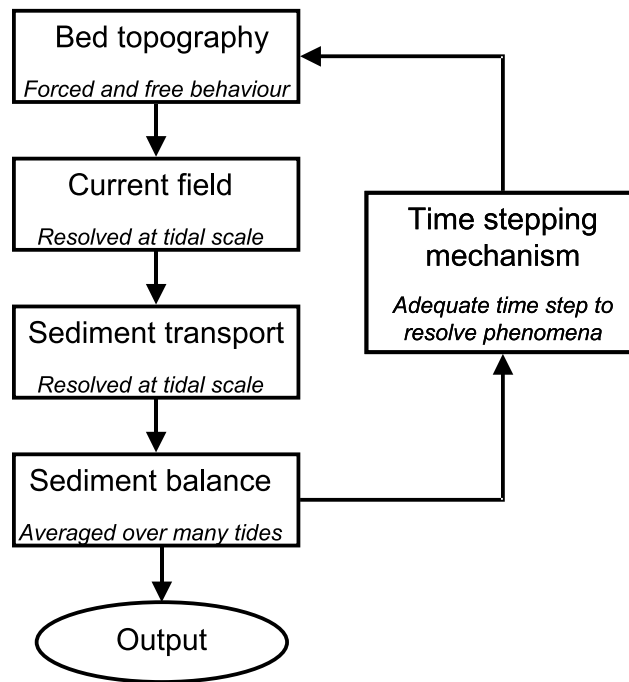 Bed topography
Forced and free behaviour
Current field
Resolved at tidal scale
Sediment transport
Resolved at tidal scale
Sediment balance
Averaged over many tides
Output
Time stepping
mechanism
Adequate time step to
resolve phenomena